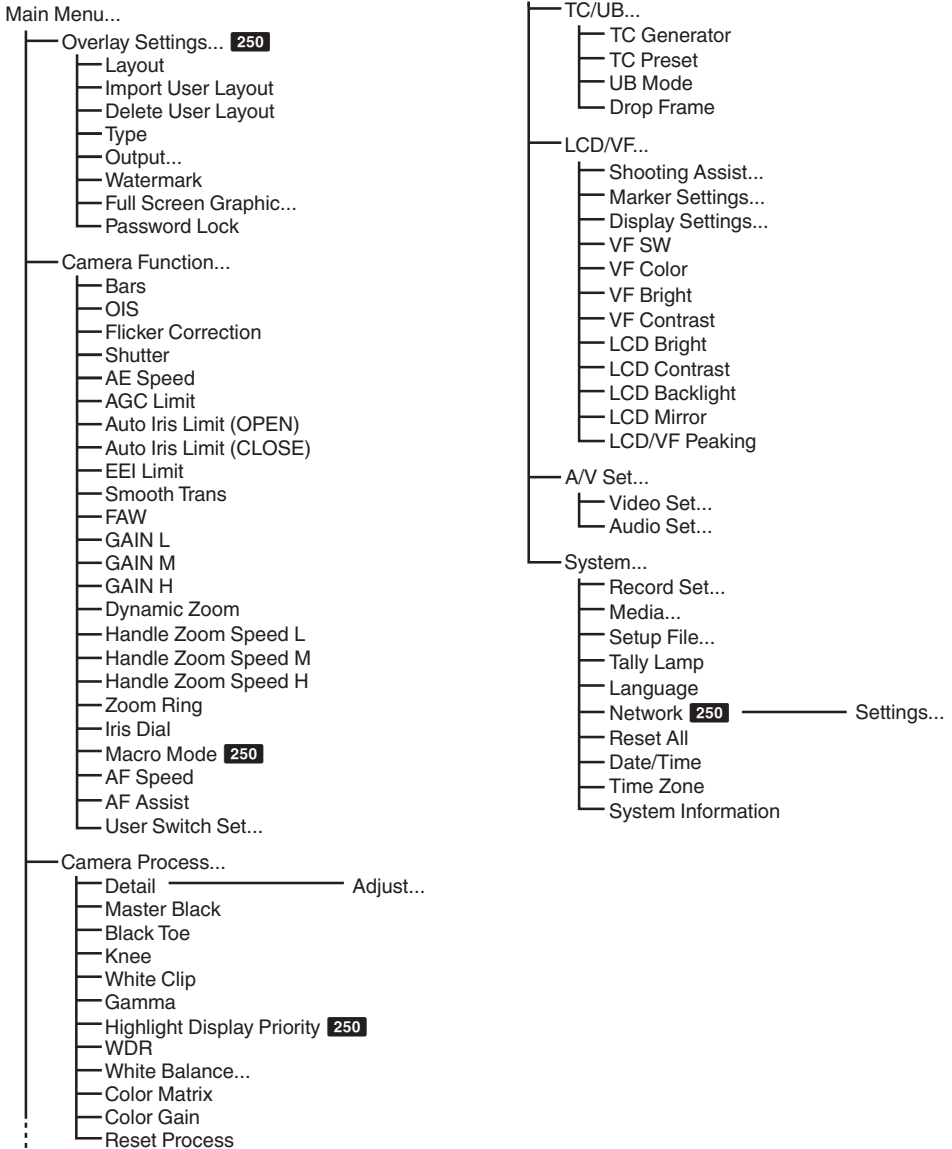 Main Menu...
Overlay Settings... 250
Layout
Import User Layout
Delete User Layout
Type
Output...
Watermark
Full Screen Graphic...
Password Lock
Camera Function...
Bars
OIS
Flicker Correction
Shutter
AE Speed
AGC Limit
Auto Iris Limit (OPEN)
Auto Iris Limit (CLOSE)
EEI Limit
Smooth Trans
FAW
GAIN L
GAIN M
GAIN H
Dynamic Zoom
Handle Zoom Speed L
Handle Zoom Speed M
Handle Zoom Speed H
Zoom Ring
Iris Dial
Macro Mode 250
AF Speed
AF Assist
User Switch Set...
Camera Process...
Detail Adjust...
Master Black
Black Toe
Knee
White Clip
Gamma
Highlight Display Priority 250
WDR
White Balance...
Color Matrix
Color Gain
Reset Process
TC/UB...
TC Generator
TC Preset
UB Mode
Drop Frame
LCD/VF...
Shooting Assist...
Marker Settings...
Display Settings...
VF SW
VF Color
VF Bright
VF Contrast
LCD Bright
LCD Contrast
LCD Backlight
LCD Mirror
LCD/VF Peaking
A/V Set...
Video Set...
Audio Set...
System...
Record Set...
Media...
Setup File...
Tally Lamp
Language
Network 250 Settings...
Reset All
Date/Time
Time Zone
System Information